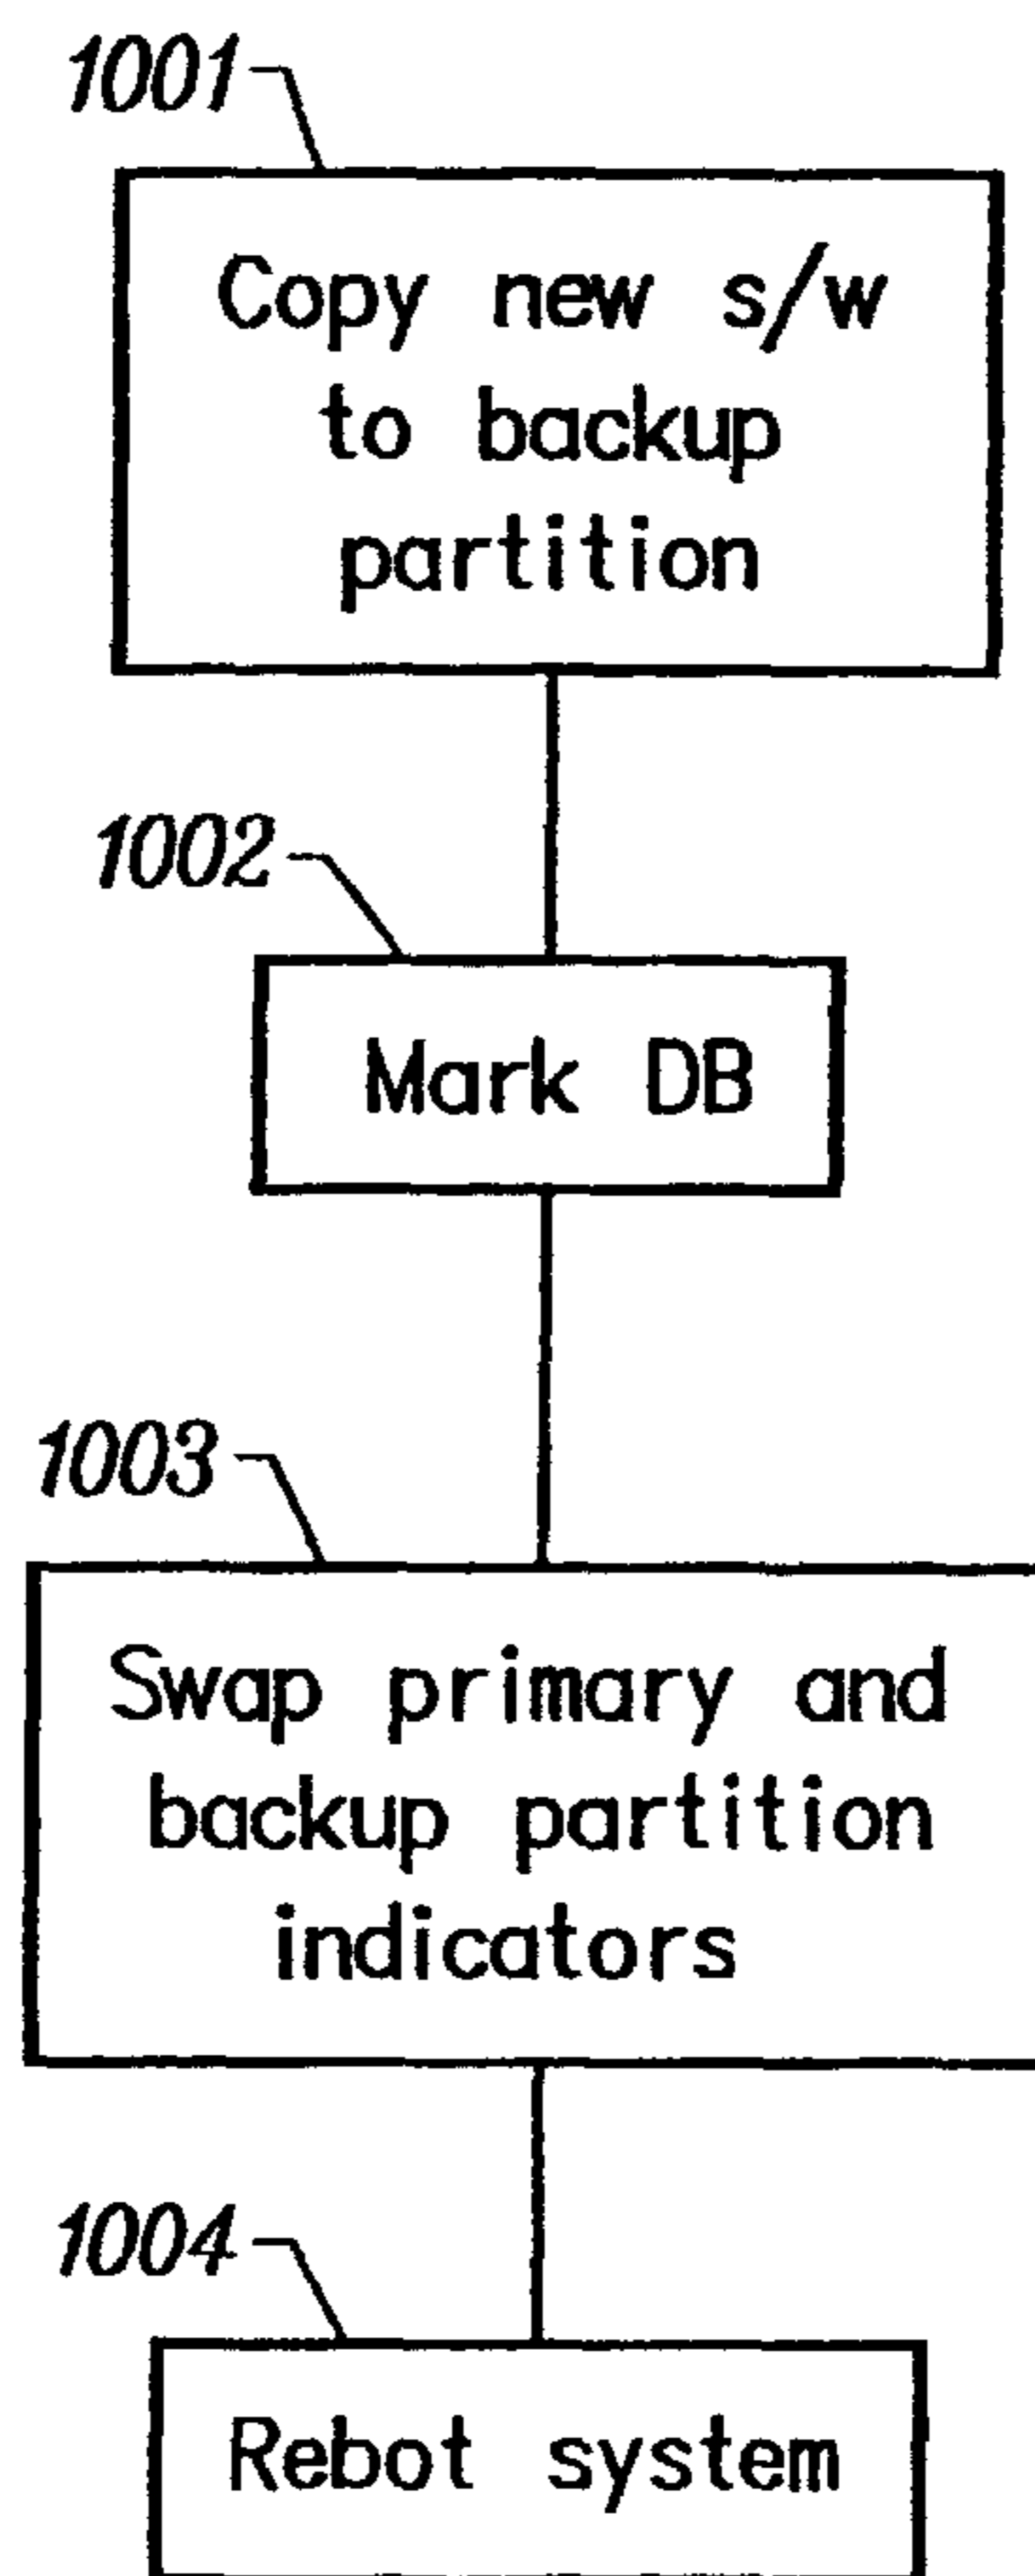 1001
Copy new s/w
to backup
partition
1002
Mark DB
1003
Swap primary and
backup partition
indicators
1004
Rebot system